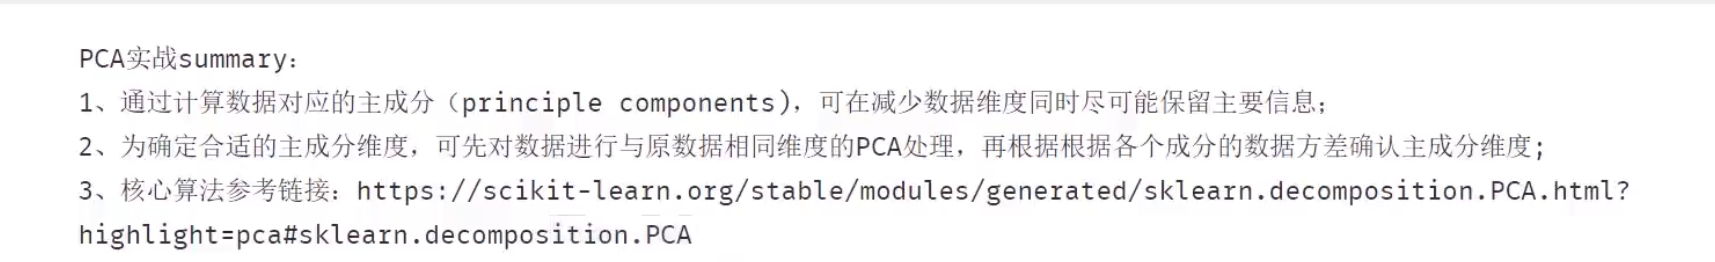 PCA实战summary：
1、通过计算数据对应的主成分（principle components），可在减少数据维度同时尽可能保留主要信息；
2、为确定合适的主成分维度，可先对数据进行与原数据相同维度的PCA处理，再根据根据各个成分的数据方差确认主成分维度；
3、核心算法参考链接：https://scikit-learn.org/stable/modules/generated/sklearn.decomposition.PCA.html?
highlight=pca#sklearn.decomposition.PCA